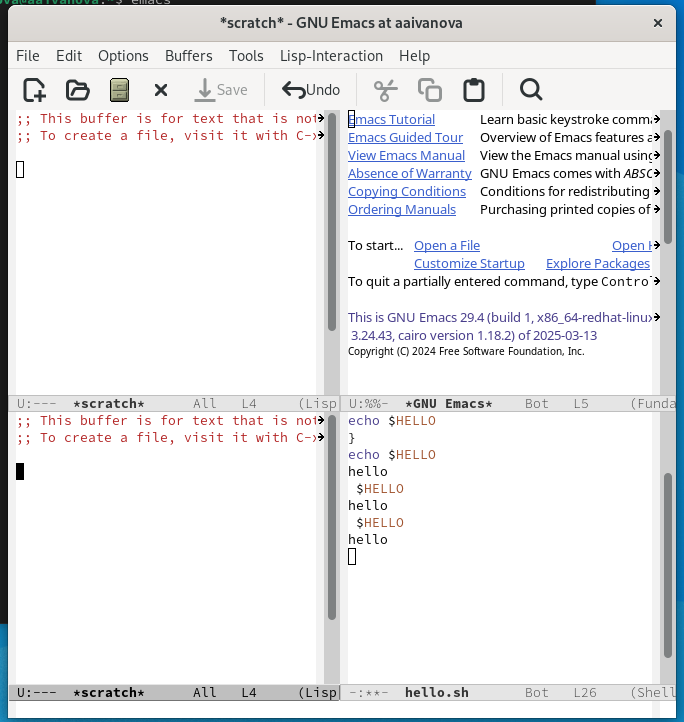 *scratch* - GNU Emacs at aaivanova
File Edit Options Buffers Tools Lisp-Interaction Help
Save Undo
;; This buffer is for text that is not
;; To create a file, visit it with C-x
U:--- *scratch* All L4 (Lisp
Emacs Tutorial Learn basic keystroke comm
Emacs Guided Tour Overview of Emacs features
View Emacs Manual View the Emacs manual using
Absence of Warranty GNU Emacs comes with ABSO
Copying Conditions Conditions for redistributing
Ordering Manuals Purchasing printed copies of
To start... Open a File Open
Customize Startup Explore Packages
To quit a partially entered command, type Contro
This is GNU Emacs 29.4 (build 1, x86_64-redhat-linux
3.24.43, cairo version 1.18.2) of 2025-03-13
Copyright (C) 2024 Free Software Foundation, Inc.
U:%%- *GNU Emacs* Bot L5 (Funda
;; This buffer is for text that is not
;; To create a file, visit it with C-x
U:--- *scratch* All L4 (Lisp
echo $HELLO
}
echo $HELLO
hello
$HELLO
hello
$HELLO
hello
-:**- hello.sh Bot L26 (Shell